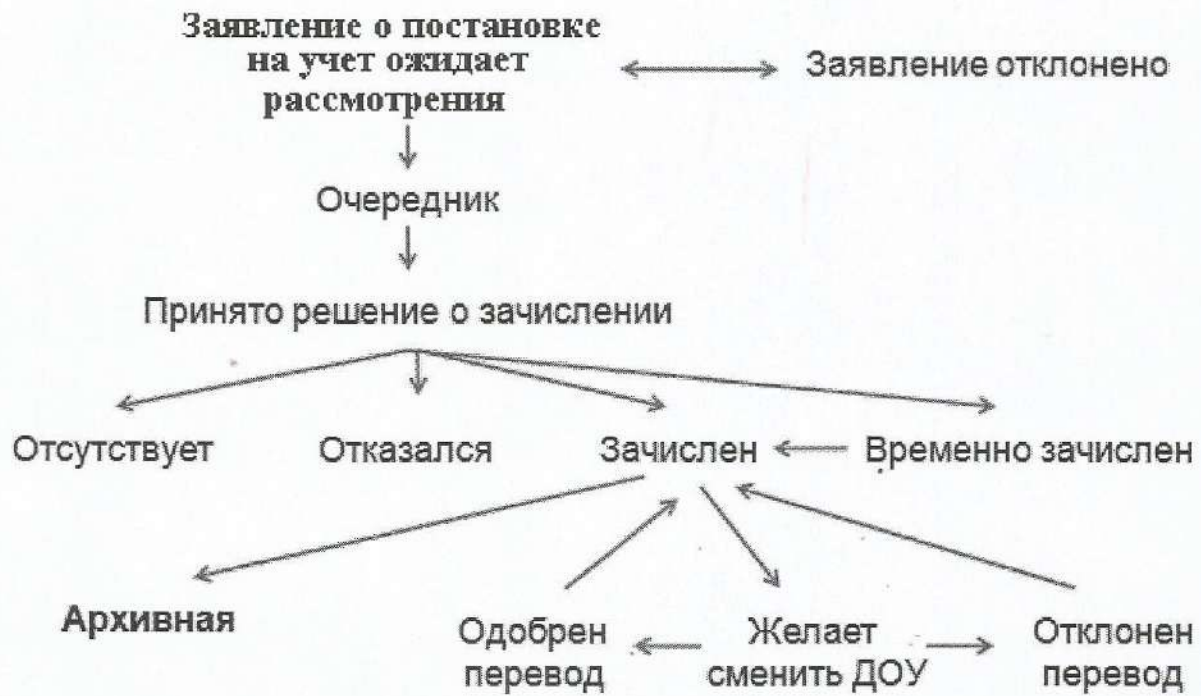 Заявление о постановке
на учет ожидает
рассмотрения
Заявление отклонено
Очередник
Принято решение о зачислении
Отсутствует
Отказался
Зачислен
Временно зачислен
Архивная
Одобрен
перевод
Желает
сменить ДОУ
Отклонен
перевод